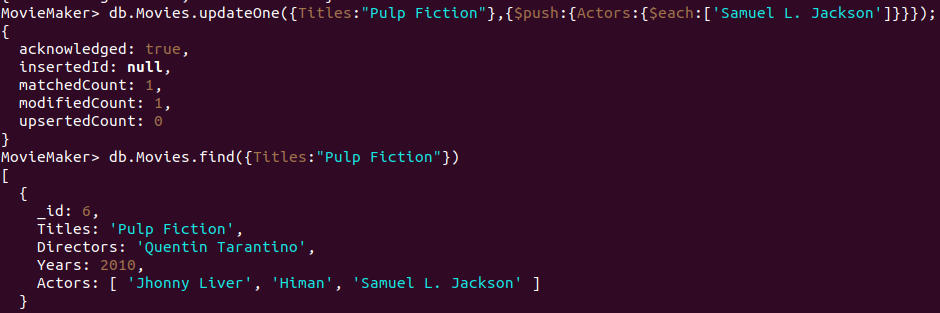 MovieMaker> db.Movies.updateOne({Titles:"Pulp Fiction"},{$push:{Actors:{$each:['Samuel L. Jackson']}}});
{
  acknowledged: true,
  insertedId: null,
  matchedCount: 1,
  modifiedCount: 1,
  upsertedCount: 0
}
MovieMaker> db.Movies.find({Titles:"Pulp Fiction"})
[
  {
    _id: 6,
    Titles: 'Pulp Fiction',
    Directors: 'Quentin Tarantino',
    Years: 2010,
    Actors: [ 'Jhonny Liver', 'Himan', 'Samuel L. Jackson' ]
  }